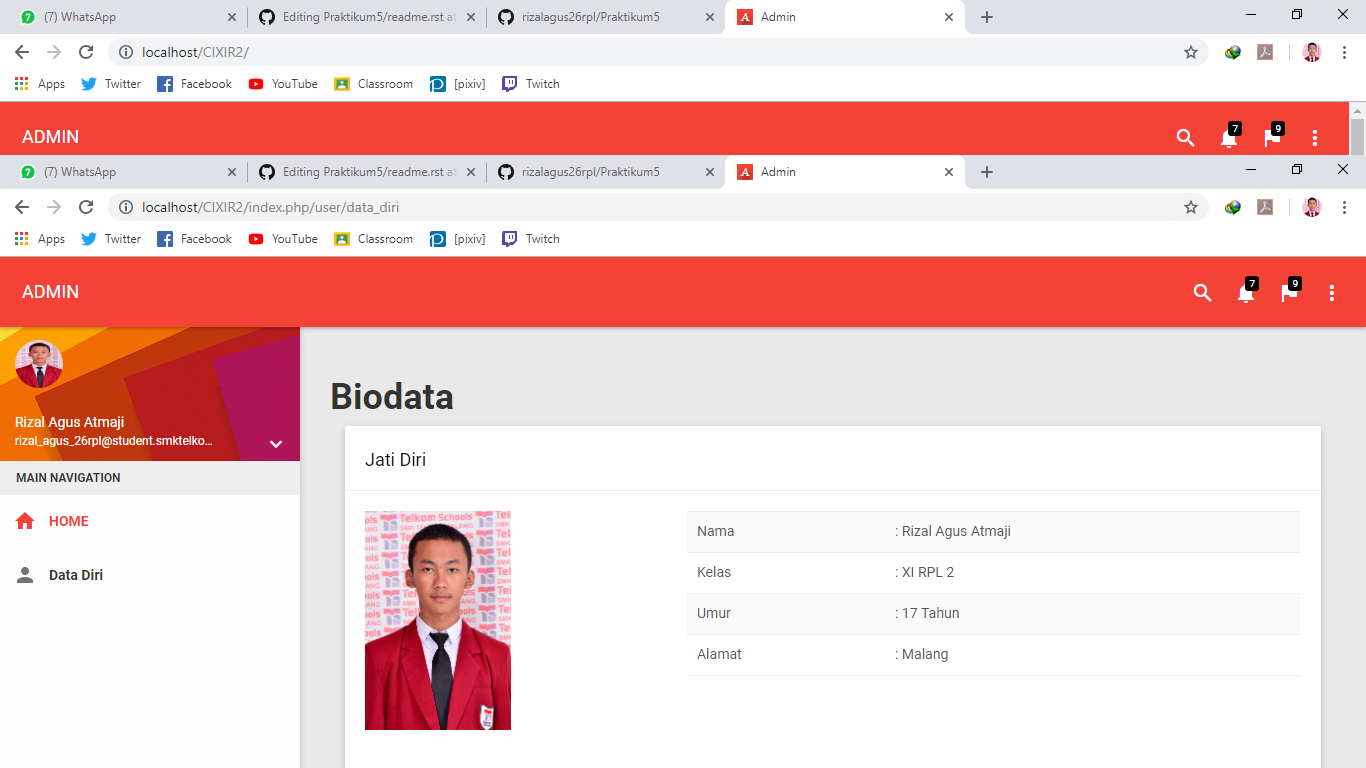 (7) WhatsApp
Editing Praktikum5/readme.rst at
rizalagus26rpl/Praktikum5
Admin
localhost/CIXIR2/
Apps Twitter Facebook YouTube Classroom [pixiv] Twitch
ADMIN
7 9
(7) WhatsApp
Editing Praktikum5/readme.rst at
rizalagus26rpl/Praktikum5
Admin
localhost/CIXIR2/index.php/user/data_diri
Apps Twitter Facebook YouTube Classroom [pixiv] Twitch
ADMIN
7 9
Rizal Agus Atmaji
rizal_agus_26rpl@student.smktelko...
MAIN NAVIGATION
HOME
Data Diri
Biodata
Jati Diri
Telkom Schools
Nama : Rizal Agus Atmaji
Kelas : XI RPL 2
Umur : 17 Tahun
Alamat : Malang